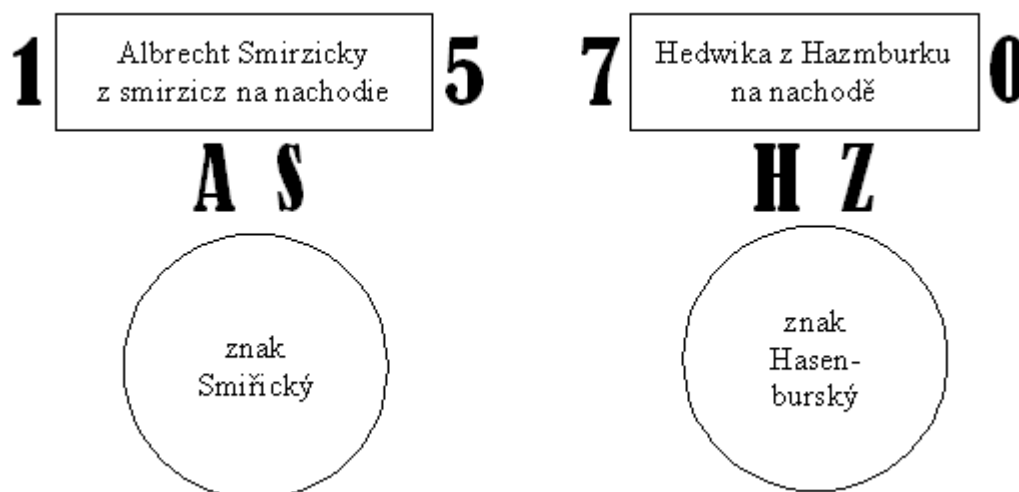 1 Albrecht Smirzicky 5 7 Hedwika z Hazmburku 0
z smirzicz na nachodie na nachodě
A S H Z
znak
Smiřický
znak
Hasen-
burský